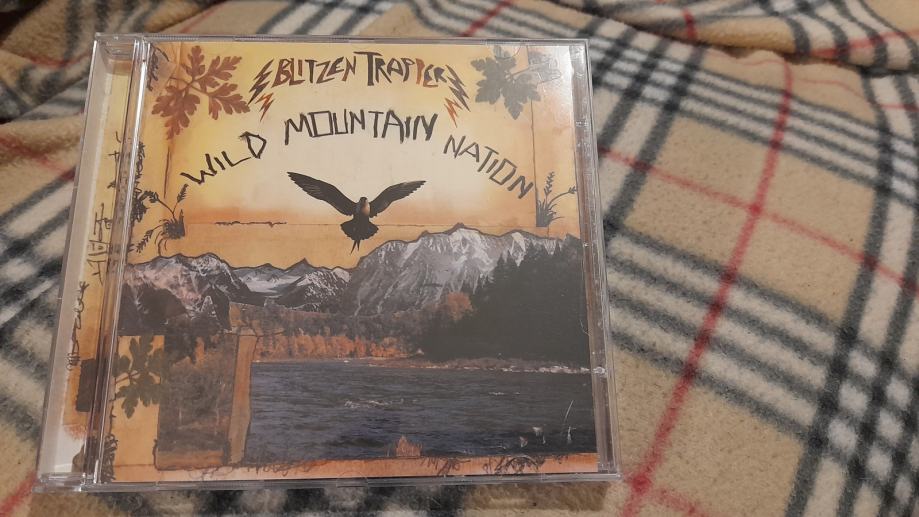 BLITZEN TRAPPER
WILD MOUNTAIN NATION